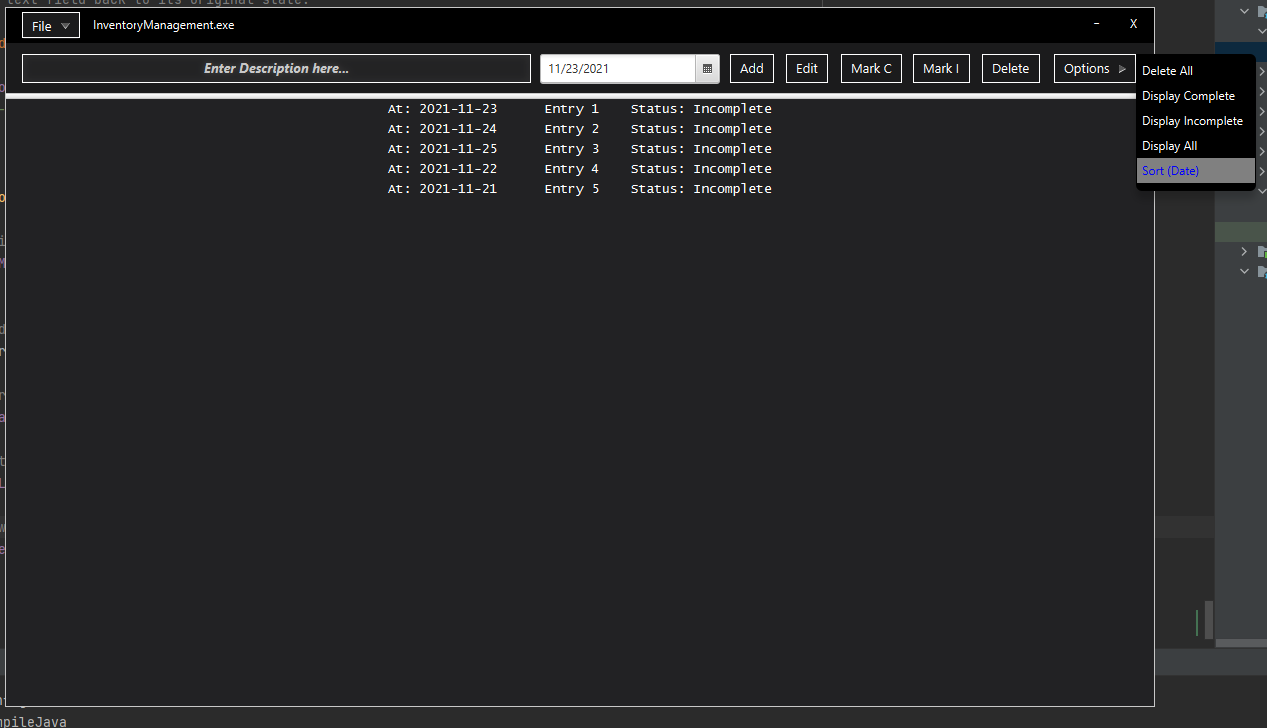 text field back to its original state.
File InventoryManagement.exe - X
Enter Description here... 11/23/2021 Add Edit Mark C Mark I Delete Options
Delete All
Display Complete
Display Incomplete
Display All
Sort (Date)
At: 2021-11-23 Entry 1 Status: Incomplete
At: 2021-11-24 Entry 2 Status: Incomplete
At: 2021-11-25 Entry 3 Status: Incomplete
At: 2021-11-22 Entry 4 Status: Incomplete
At: 2021-11-21 Entry 5 Status: Incomplete
mpileJava